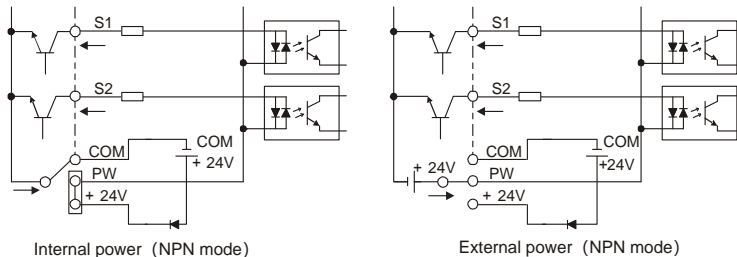 S1
S2
COM
COM
+ 24V
PW
+ 24V
Internal power（NPN mode）
S1
S2
COM
COM
+24V
+ 24V
PW
+ 24V
External power（NPN mode）